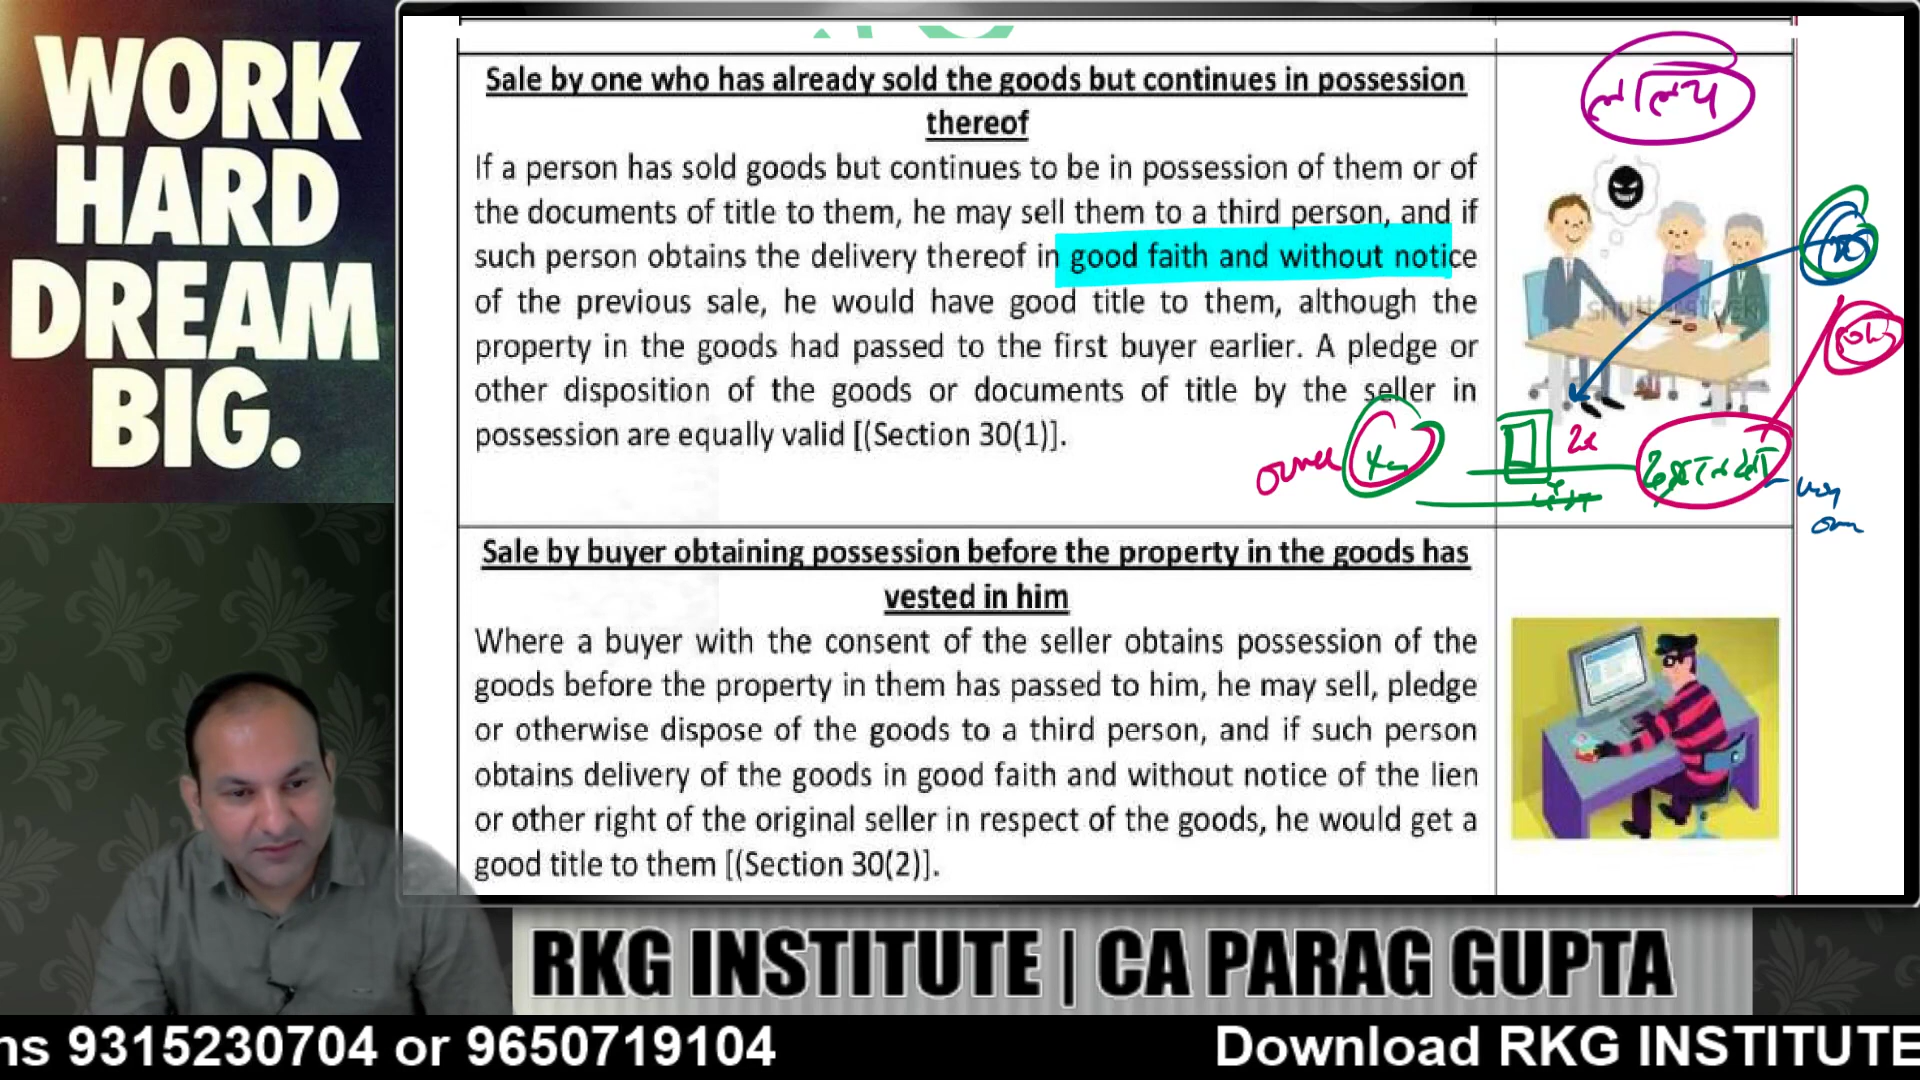 WORK
HARD
DREAM
BIG.
Sale by one who has already sold the goods but continues in possession
thereof
If a person has sold goods but continues to be in possession of them or of
the documents of title to them, he may sell them to a third person, and if
such person obtains the delivery thereof in good faith and without notice
of the previous sale, he would have good title to them, although the
property in the goods had passed to the first buyer earlier. A pledge or
other disposition of the goods or documents of title by the seller in
possession are equally valid [(Section 30(1)].
shutterstock
Sale by buyer obtaining possession before the property in the goods has
vested in him
Where a buyer with the consent of the seller obtains possession of the
goods before the property in them has passed to him, he may sell, pledge
or otherwise dispose of the goods to a third person, and if such person
obtains delivery of the goods in good faith and without notice of the lien
or other right of the original seller in respect of the goods, he would get a
good title to them [(Section 30(2)].
RKG INSTITUTE | CA PARAG GUPTA
ns 9315230704 or 9650719104
Download RKG INSTITUTE